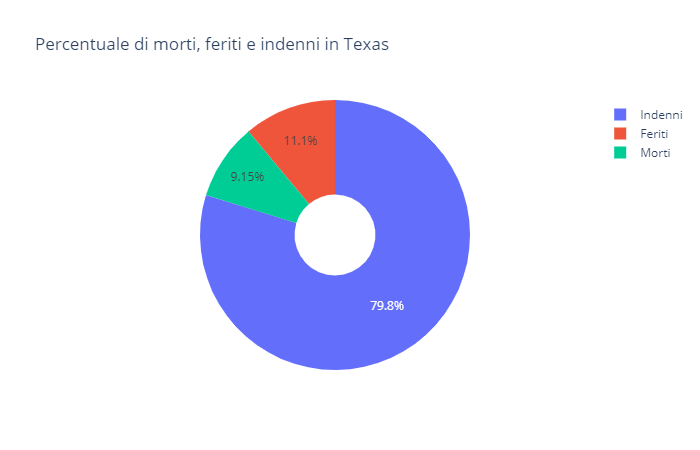 Percentuale di morti, feriti e indenni in Texas
Indenni
Feriti
Morti
11.1%
9.15%
79.8%